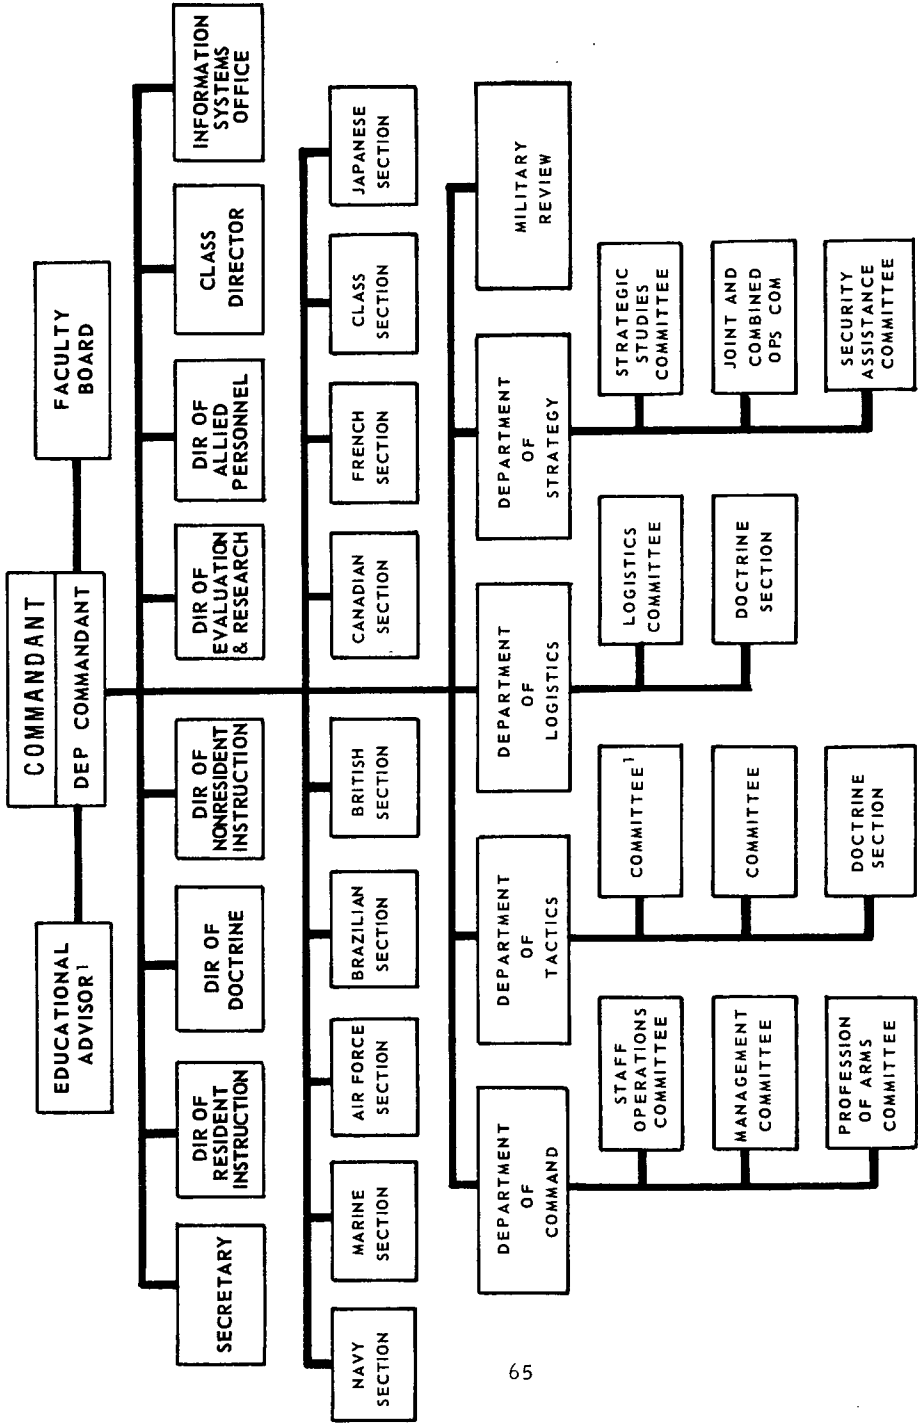 COMMANDANT
DEP COMMANDANT
EDUCATIONAL
ADVISOR¹
FACULTY
BOARD
SECRETARY
DIR OF
RESIDENT
INSTRUCTION
DIR OF
DOCTRINE
DIR OF
NONRESIDENT
INSTRUCTION
DIR OF
EVALUATION
& RESEARCH
DIR OF
ALLIED
PERSONNEL
CLASS
DIRECTOR
INFORMATION
SYSTEMS
OFFICE
NAVY
SECTION
MARINE
SECTION
AIR FORCE
SECTION
BRAZILIAN
SECTION
BRITISH
SECTION
CANADIAN
SECTION
FRENCH
SECTION
CLASS
SECTION
JAPANESE
SECTION
DEPARTMENT
OF
COMMAND
DEPARTMENT
OF
TACTICS
DEPARTMENT
OF
LOGISTICS
DEPARTMENT
OF
STRATEGY
MILITARY
REVIEW
STAFF
OPERATIONS
COMMITTEE
MANAGEMENT
COMMITTEE
PROFESSION
OF ARMS
COMMITTEE
COMMITTEE¹
COMMITTEE
DOCTRINE
SECTION
LOGISTICS
COMMITTEE
DOCTRINE
SECTION
STRATEGIC
STUDIES
COMMITTEE
JOINT AND
COMBINED
OPS COM
SECURITY
ASSISTANCE
COMMITTEE
65